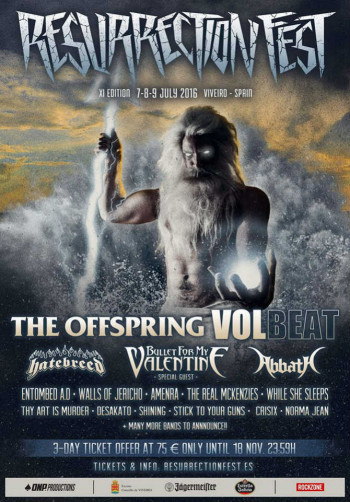 RESURRECTION FEST
XI EDITION 7-8-9 JULY 2016 VIVEIRO - SPAIN
THE OFFSPRING VOLBEAT
hatebreed BULLET FOR MY VALENTINE Abbath
- SPECIAL GUEST -
ENTOMBED A.D • WALLS OF JERICHO • AMENRA • THE REAL MCKENZIES • WHILE SHE SLEEPS
THY ART IS MURDER • DESAKATO • SHINING • STICK TO YOUR GUNS • CRISIX • NORMA JEAN
+ MANY MORE BANDS TO ANNNOUNCE!!
3-DAY TICKET OFFER AT 75 € ONLY UNTIL 18 NOV. 23:59H
TICKETS & INFO. RESURRECTIONFEST.ES
PRODUCTIONS Jägermeister ROCKZONE